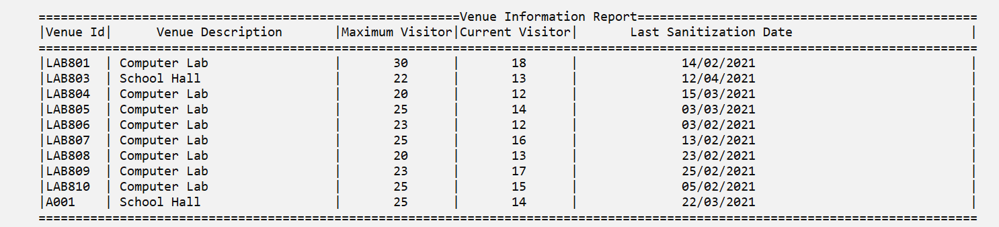 =========================================================Venue Information Report==============================================
|Venue Id|      Venue Description       |Maximum Visitor|Current Visitor|       Last Sanitization Date                        |
===============================================================================================================================
|LAB801  | Computer Lab                 |       30      |       18      |              14/02/2021                             |
|LAB803  | School Hall                  |       22      |       13      |              12/04/2021                             |
|LAB804  | Computer Lab                 |       20      |       12      |              15/03/2021                             |
|LAB805  | Computer Lab                 |       25      |       14      |              03/03/2021                             |
|LAB806  | Computer Lab                 |       23      |       12      |              03/02/2021                             |
|LAB807  | Computer Lab                 |       25      |       16      |              13/02/2021                             |
|LAB808  | Computer Lab                 |       20      |       13      |              23/02/2021                             |
|LAB809  | Computer Lab                 |       23      |       17      |              25/02/2021                             |
|LAB810  | Computer Lab                 |       25      |       15      |              05/02/2021                             |
|A001    | School Hall                  |       25      |       14      |              22/03/2021                             |
===============================================================================================================================